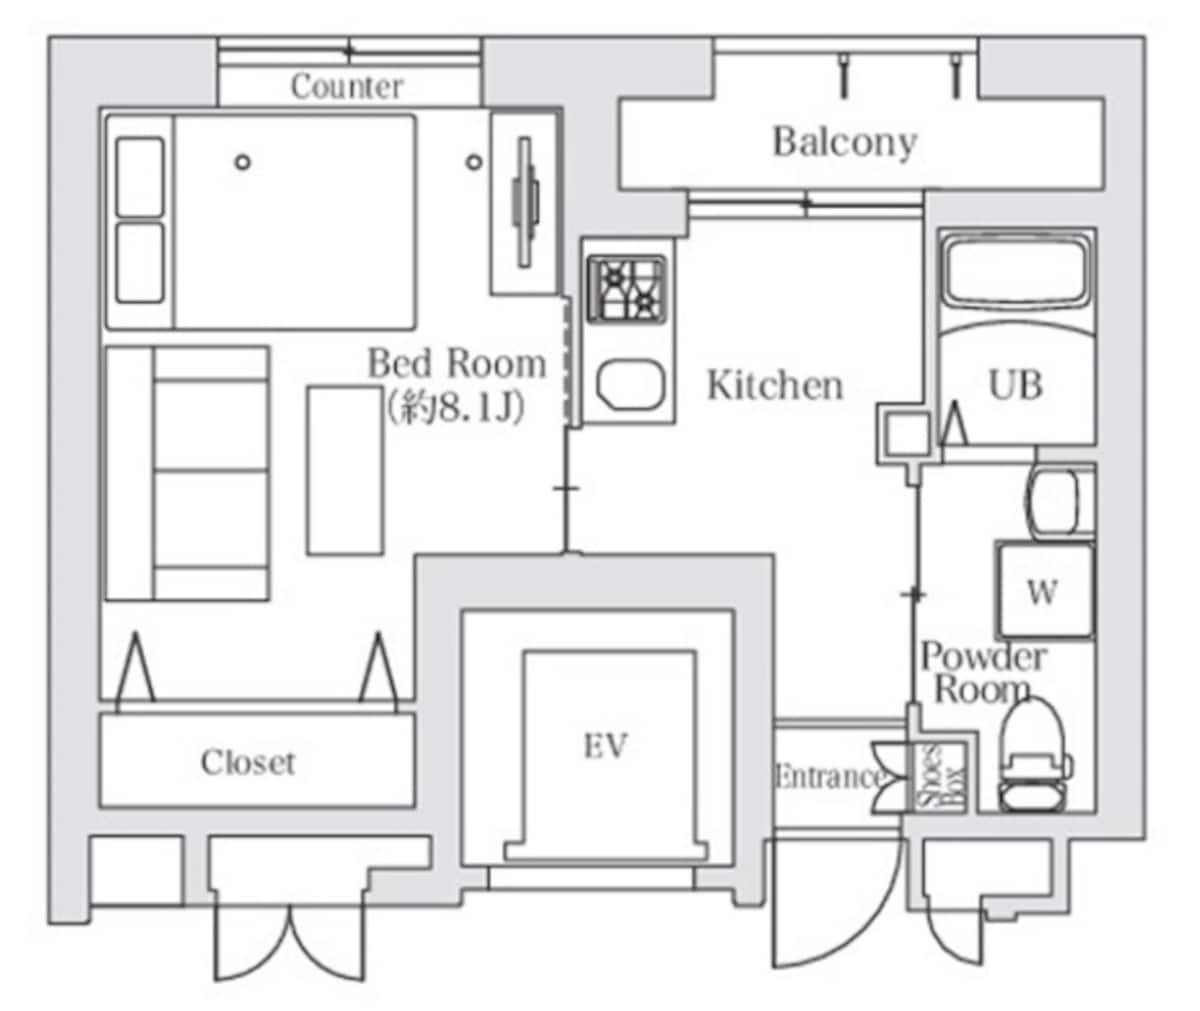 Counter
Balcony
Bed Room
(約8.1J)
Kitchen
UB
W
Powder
Room
Closet
EV
Entrance
Shoes
Box